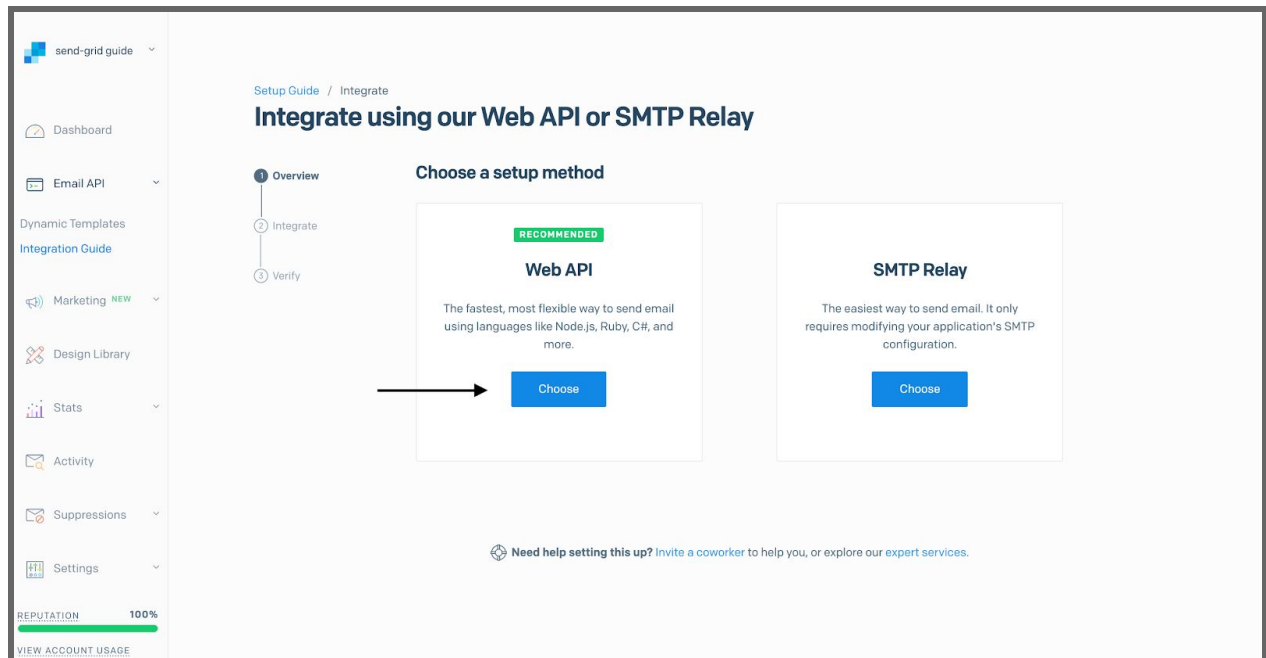 send-grid guide
Dashboard
Email API
Dynamic Templates
Integration Guide
Marketing NEW
Design Library
Stats
Activity
Suppressions
Settings
REPUTATION 100%
VIEW ACCOUNT USAGE
Setup Guide / Integrate
Integrate using our Web API or SMTP Relay
1 Overview
2 Integrate
3 Verify
Choose a setup method
RECOMMENDED
Web API
The fastest, most flexible way to send email
using languages like Node.js, Ruby, C#, and
more.
Choose
SMTP Relay
The easiest way to send email. It only
requires modifying your application's SMTP
configuration.
Choose
Need help setting this up? Invite a coworker to help you, or explore our expert services.